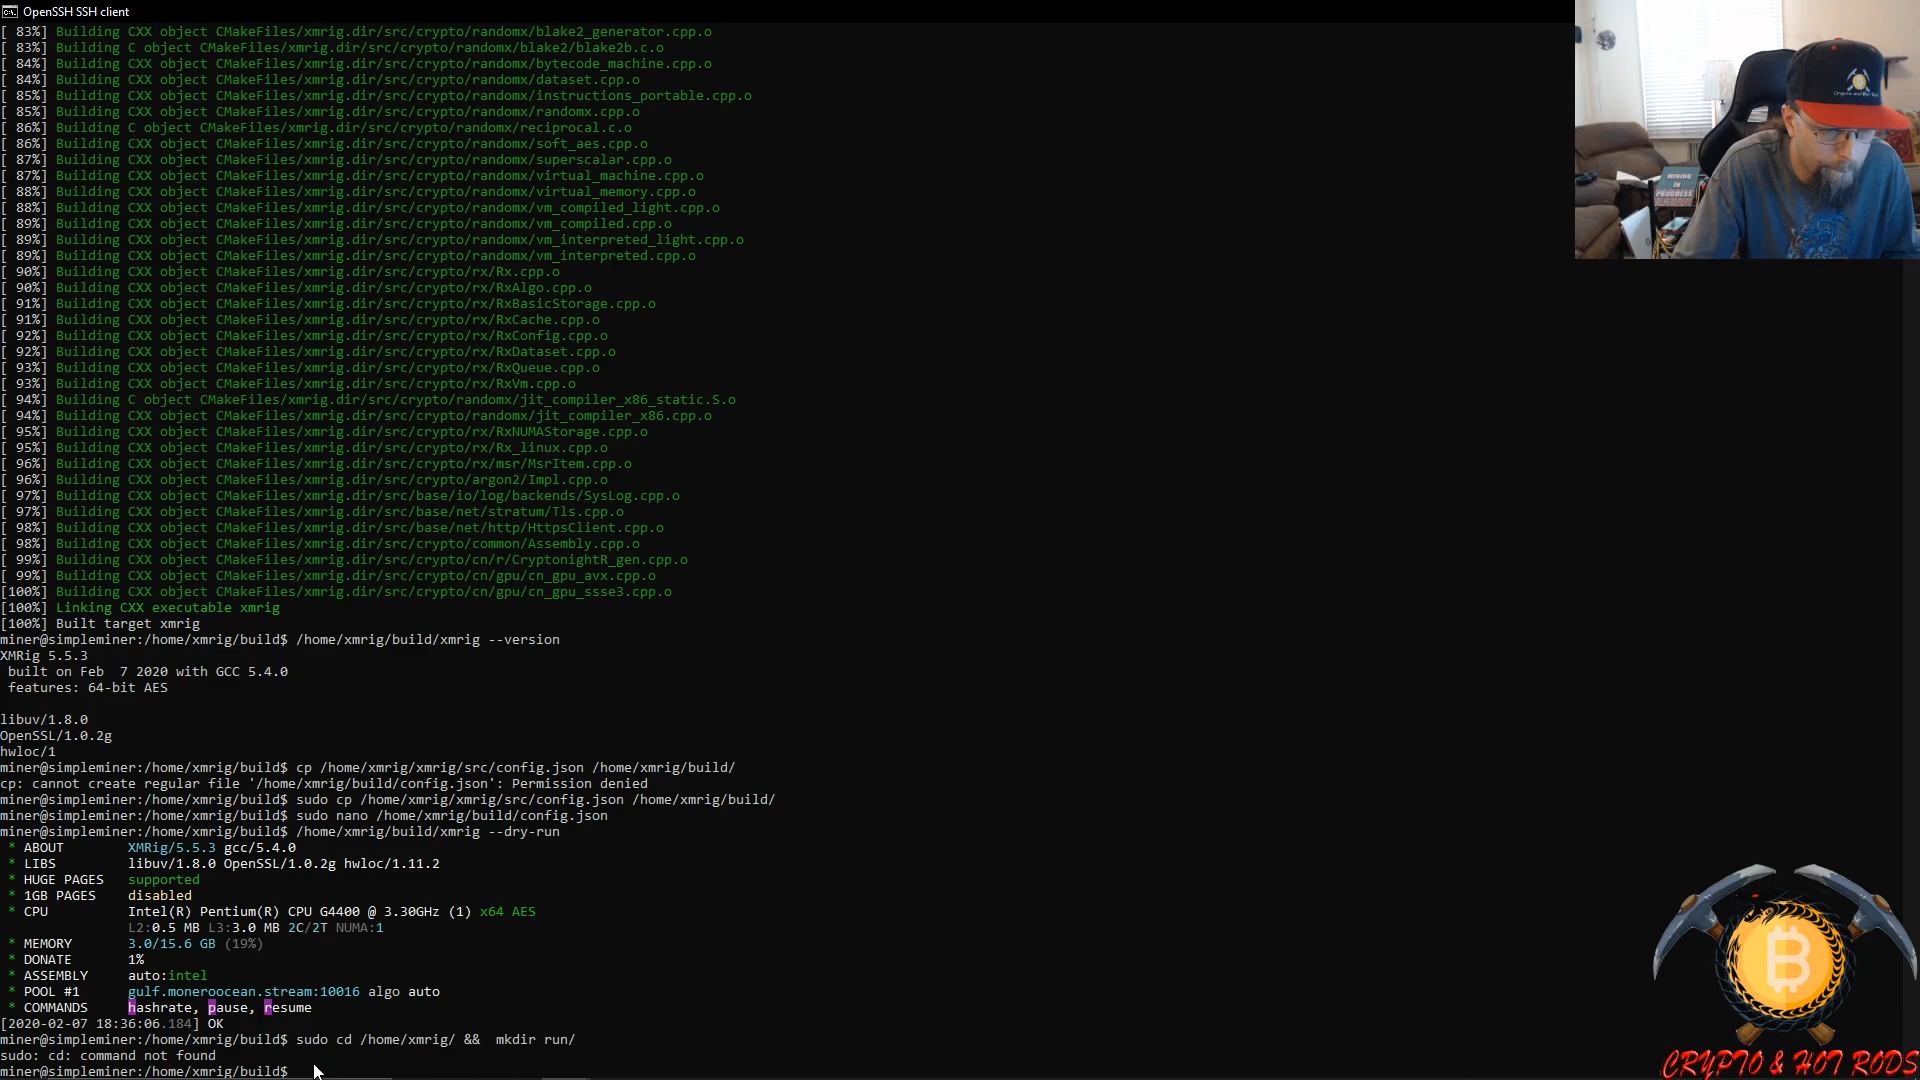 OpenSSH SSH client
[ 83%] Building CXX object CMakeFiles/xmrig.dir/src/crypto/randomx/blake2_generator.cpp.o
[ 83%] Building C object CMakeFiles/xmrig.dir/src/crypto/randomx/blake2/blake2b.c.o
[ 84%] Building CXX object CMakeFiles/xmrig.dir/src/crypto/randomx/bytecode_machine.cpp.o
[ 84%] Building CXX object CMakeFiles/xmrig.dir/src/crypto/randomx/dataset.cpp.o
[ 85%] Building CXX object CMakeFiles/xmrig.dir/src/crypto/randomx/instructions_portable.cpp.o
[ 85%] Building CXX object CMakeFiles/xmrig.dir/src/crypto/randomx/randomx.cpp.o
[ 86%] Building C object CMakeFiles/xmrig.dir/src/crypto/randomx/reciprocal.c.o
[ 86%] Building CXX object CMakeFiles/xmrig.dir/src/crypto/randomx/soft_aes.cpp.o
[ 87%] Building CXX object CMakeFiles/xmrig.dir/src/crypto/randomx/superscalar.cpp.o
[ 87%] Building CXX object CMakeFiles/xmrig.dir/src/crypto/randomx/virtual_machine.cpp.o
[ 88%] Building CXX object CMakeFiles/xmrig.dir/src/crypto/randomx/virtual_memory.cpp.o
[ 88%] Building CXX object CMakeFiles/xmrig.dir/src/crypto/randomx/vm_compiled_light.cpp.o
[ 89%] Building CXX object CMakeFiles/xmrig.dir/src/crypto/randomx/vm_compiled.cpp.o
[ 89%] Building CXX object CMakeFiles/xmrig.dir/src/crypto/randomx/vm_interpreted_light.cpp.o
[ 89%] Building CXX object CMakeFiles/xmrig.dir/src/crypto/randomx/vm_interpreted.cpp.o
[ 90%] Building CXX object CMakeFiles/xmrig.dir/src/crypto/rx/Rx.cpp.o
[ 90%] Building CXX object CMakeFiles/xmrig.dir/src/crypto/rx/RxAlgo.cpp.o
[ 91%] Building CXX object CMakeFiles/xmrig.dir/src/crypto/rx/RxBasicStorage.cpp.o
[ 91%] Building CXX object CMakeFiles/xmrig.dir/src/crypto/rx/RxCache.cpp.o
[ 92%] Building CXX object CMakeFiles/xmrig.dir/src/crypto/rx/RxConfig.cpp.o
[ 92%] Building CXX object CMakeFiles/xmrig.dir/src/crypto/rx/RxDataset.cpp.o
[ 93%] Building CXX object CMakeFiles/xmrig.dir/src/crypto/rx/RxQueue.cpp.o
[ 93%] Building CXX object CMakeFiles/xmrig.dir/src/crypto/rx/RxVm.cpp.o
[ 94%] Building C object CMakeFiles/xmrig.dir/src/crypto/randomx/jit_compiler_x86_static.S.o
[ 94%] Building CXX object CMakeFiles/xmrig.dir/src/crypto/randomx/jit_compiler_x86.cpp.o
[ 95%] Building CXX object CMakeFiles/xmrig.dir/src/crypto/rx/RxNUMAStorage.cpp.o
[ 95%] Building CXX object CMakeFiles/xmrig.dir/src/crypto/rx/Rx_linux.cpp.o
[ 96%] Building CXX object CMakeFiles/xmrig.dir/src/crypto/rx/msr/MsrItem.cpp.o
[ 96%] Building CXX object CMakeFiles/xmrig.dir/src/crypto/argon2/Impl.cpp.o
[ 97%] Building CXX object CMakeFiles/xmrig.dir/src/base/io/log/backends/SysLog.cpp.o
[ 97%] Building CXX object CMakeFiles/xmrig.dir/src/base/net/stratum/Tls.cpp.o
[ 98%] Building CXX object CMakeFiles/xmrig.dir/src/base/net/http/HttpsClient.cpp.o
[ 98%] Building CXX object CMakeFiles/xmrig.dir/src/crypto/common/Assembly.cpp.o
[ 99%] Building CXX object CMakeFiles/xmrig.dir/src/crypto/cn/r/CryptonightR_gen.cpp.o
[ 99%] Building CXX object CMakeFiles/xmrig.dir/src/crypto/cn/gpu/cn_gpu_avx.cpp.o
[100%] Building CXX object CMakeFiles/xmrig.dir/src/crypto/cn/gpu/cn_gpu_ssse3.cpp.o
[100%] Linking CXX executable xmrig
[100%] Built target xmrig
miner@simpleminer:/home/xmrig/build$ /home/xmrig/build/xmrig --version
XMRig 5.5.3
built on Feb  7 2020 with GCC 5.4.0
features: 64-bit AES
libuv/1.8.0
OpenSSL/1.0.2g
hwloc/1
miner@simpleminer:/home/xmrig/build$ cp /home/xmrig/xmrig/src/config.json /home/xmrig/build/
cp: cannot create regular file '/home/xmrig/build/config.json': Permission denied
miner@simpleminer:/home/xmrig/build$ sudo cp /home/xmrig/xmrig/src/config.json /home/xmrig/build/
miner@simpleminer:/home/xmrig/build$ sudo nano /home/xmrig/build/config.json
miner@simpleminer:/home/xmrig/build$ /home/xmrig/build/xmrig --dry-run
* ABOUT XMRig/5.5.3 gcc/5.4.0
* LIBS libuv/1.8.0 OpenSSL/1.0.2g hwloc/1.11.2
* HUGE PAGES supported
* 1GB PAGES disabled
* CPU Intel(R) Pentium(R) CPU G4400 @ 3.30GHz (1) x64 AES
L2:0.5 MB L3:3.0 MB 2C/2T NUMA:1
* MEMORY 3.0/15.6 GB (19%)
* DONATE 1%
* ASSEMBLY auto:intel
* POOL #1 gulf.moneroocean.stream:10016 algo auto
* COMMANDS hashrate, pause, resume
[2020-02-07 18:36:06.184] OK
miner@simpleminer:/home/xmrig/build$ sudo cd /home/xmrig/ &&  mkdir run/
sudo: cd: command not found
miner@simpleminer:/home/xmrig/build$
MINING
IN
PROGRESS
CRYPTO & HOT RODS